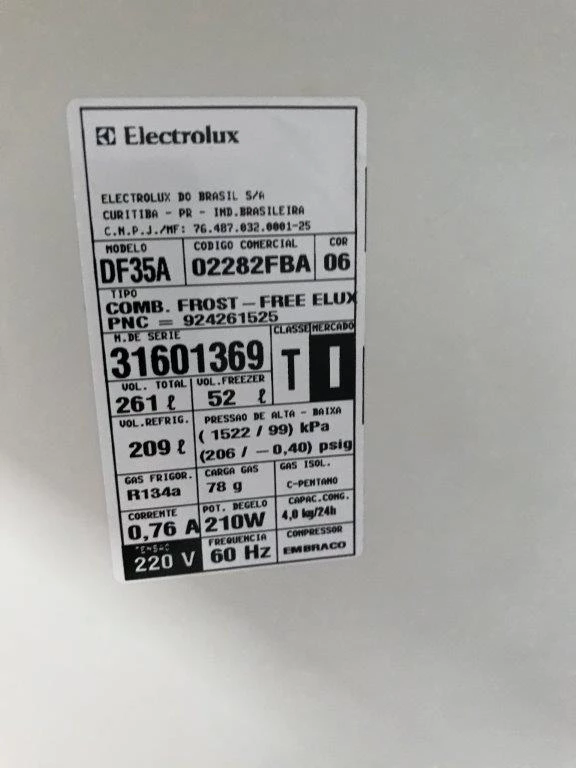 Electrolux
ELECTROLUX DO BRASIL S/A
CURITIBA - PR - IND.BRASILEIRA
C.N.P.J./MF: 76.487.032.0001-25
MODELO CODIGO COMERCIAL COR
DF35A 02282FBA 06
TIPO
COMB. FROST - FREE ELUX
PNC = 924261525
N.DE SERIE CLASSE MERCADO
31601369 T I
VOL. TOTAL VOL.FREEZER
261 ℓ 52 ℓ
VOL.REFRIG. PRESSAO DE ALTA - BAIXA
209 ℓ (1522 / 99) kPa
(206 / -0,40) psig
GAS FRIGOR. CARGA GAS GAS ISOL.
R134a 78 g C-PENTANO
CORRENTE POT. DEGELO CAPAC.CONG.
0,76 A 210W 4,0 kg/24h
TENSAO FREQUENCIA COMPRESSOR
220 V 60 Hz EMBRACO